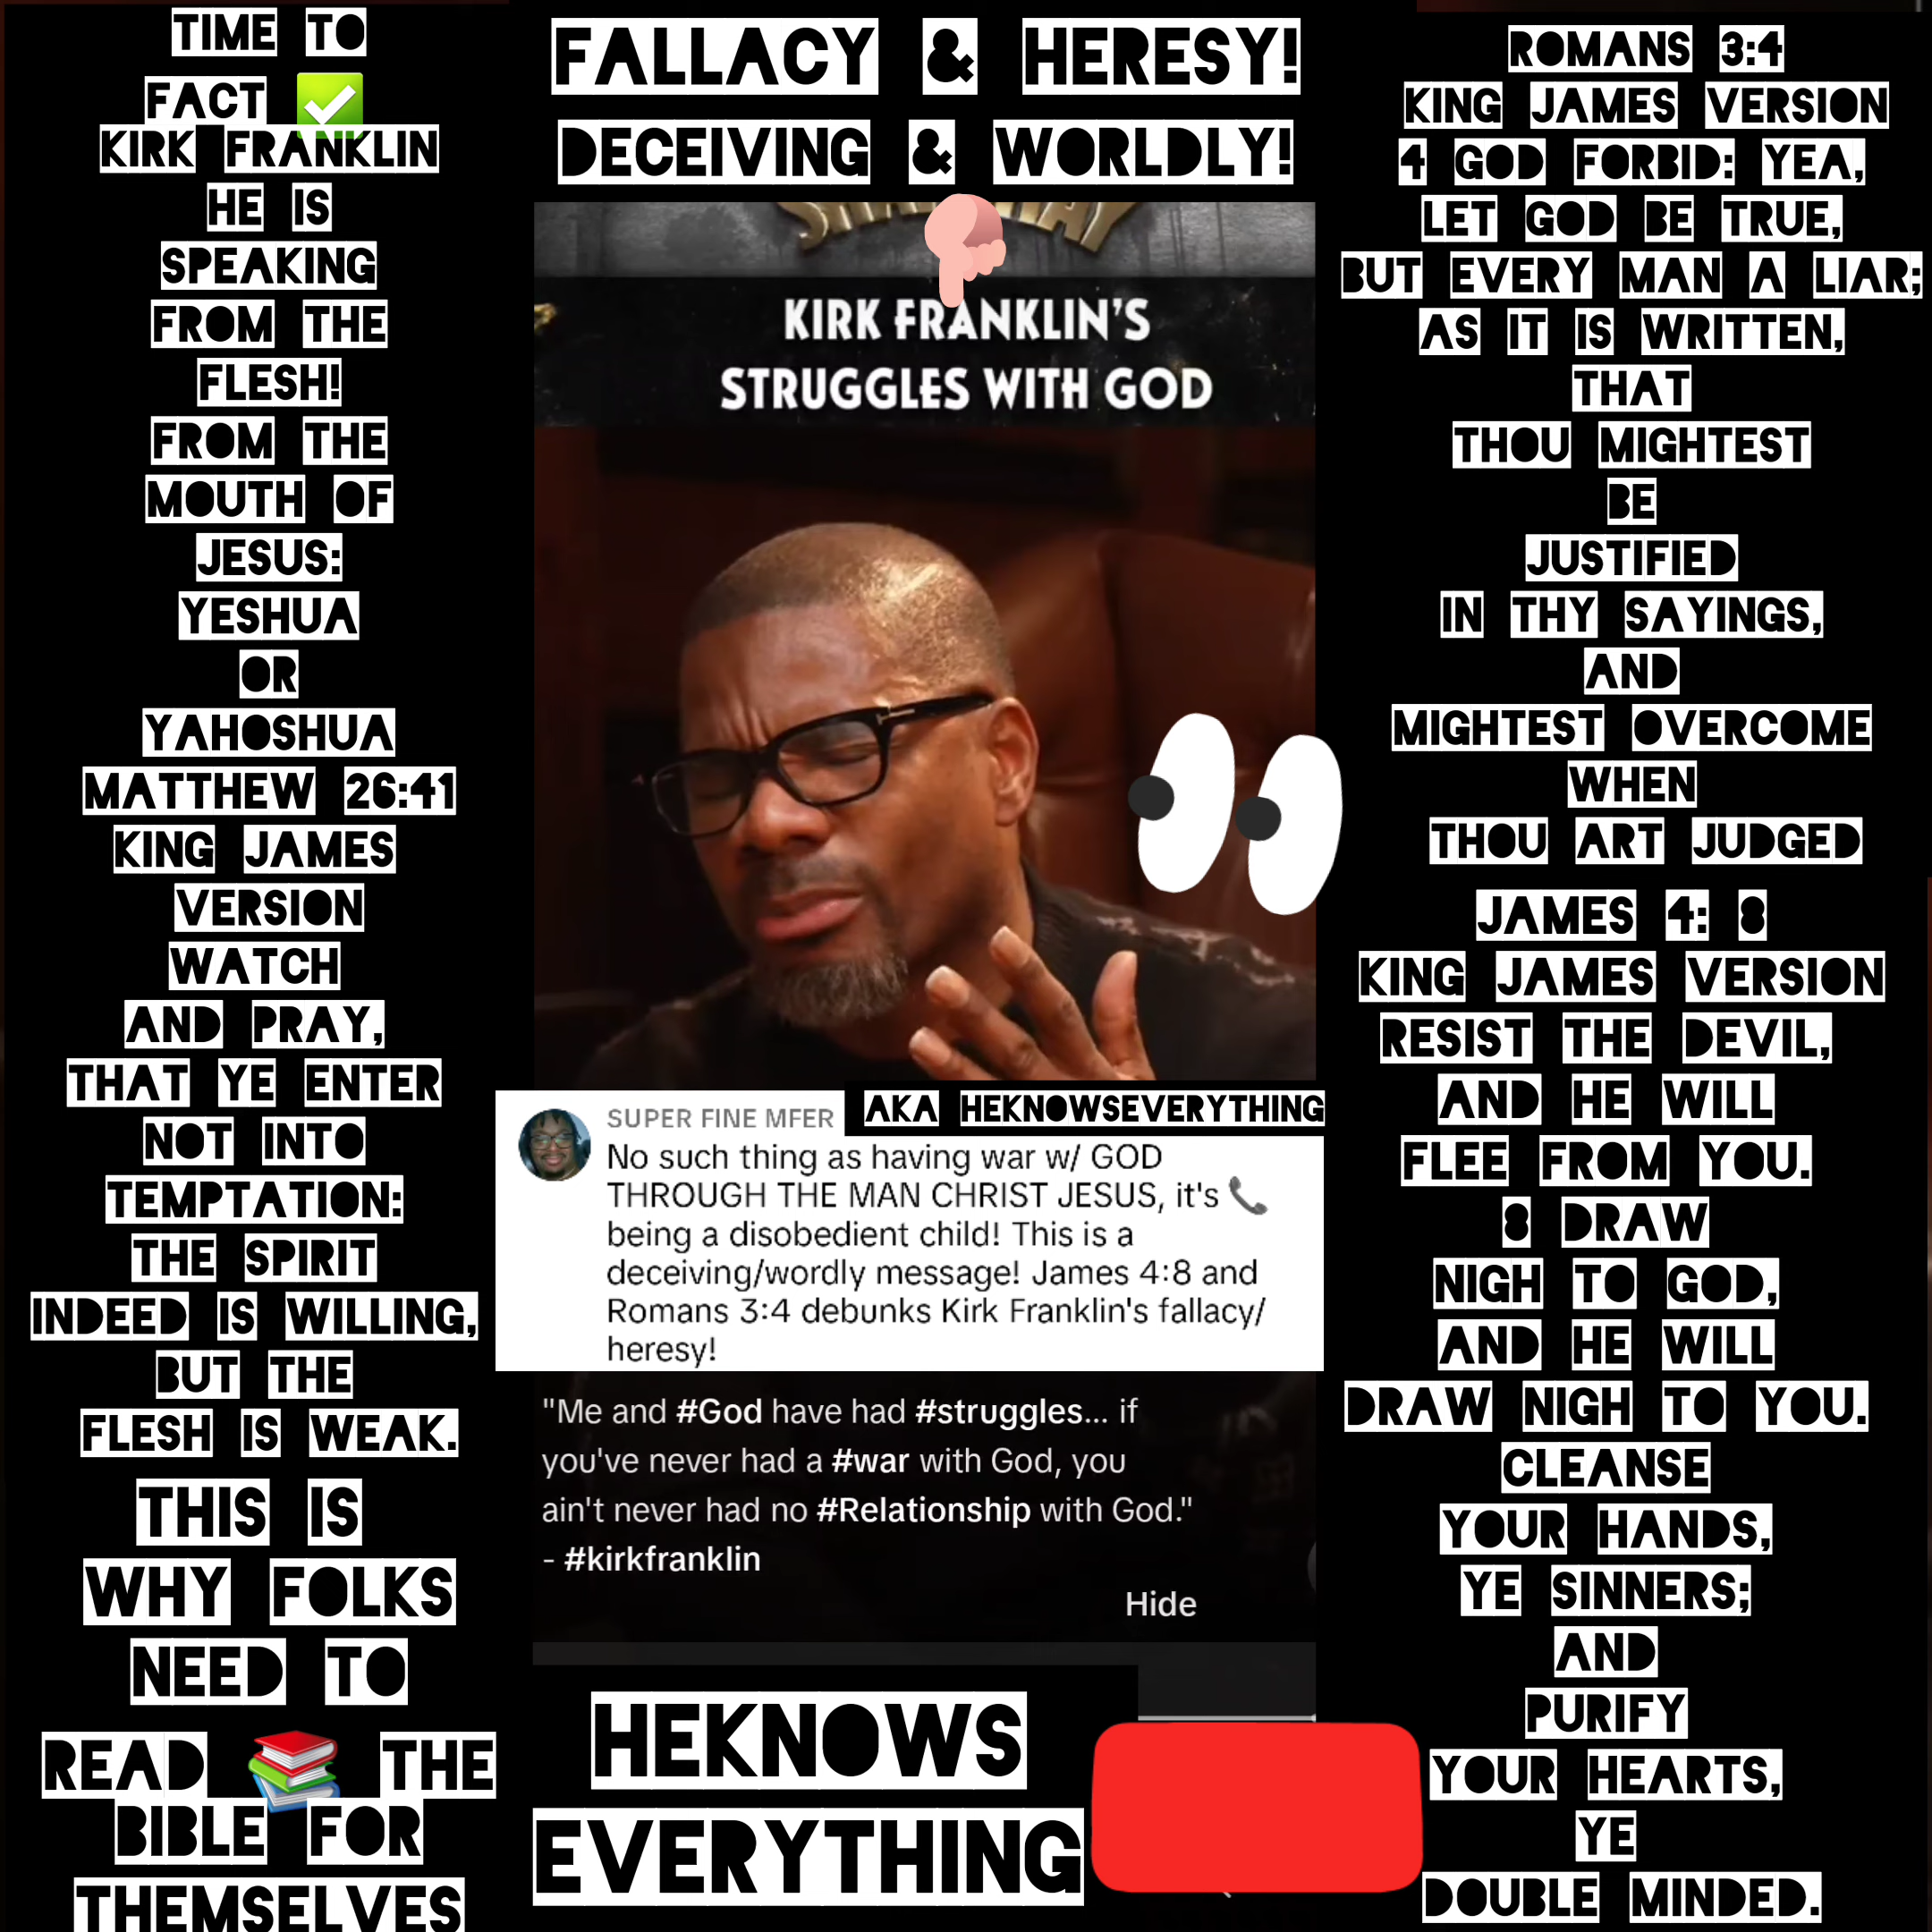 TIME TO
FACT
KIRK FRANKLIN
HE IS
SPEAKING
FROM THE
FLESH!
FROM THE
MOUTH OF
JESUS:
YESHUA
OR
YAHOSHUA
MATTHEW 26:41
KING JAMES
VERSION
WATCH
AND PRAY,
THAT YE ENTER
NOT INTO
TEMPTATION:
THE SPIRIT
INDEED IS WILLING,
BUT THE
FLESH IS WEAK.
THIS IS
WHY FOLKS
NEED TO
READ THE
BIBLE FOR
THEMSELVES
FALLACY & HERESY!
DECEIVING & WORLDLY!
KIRK FRANKLIN'S
STRUGGLES WITH GOD
SUPER FINE MFER AKA HEKNOWSEVERYTHING
No such thing as having war w/ GOD
THROUGH THE MAN CHRIST JESUS, it's
being a disobedient child! This is a
deceiving/wordly message! James 4:8 and
Romans 3:4 debunks Kirk Franklin's fallacy/
heresy!
"Me and #God have had #struggles... if
you've never had a #war with God, you
ain't never had no #Relationship with God."
- #kirkfranklin
Hide
HEKNOWS
EVERYTHING
ROMANS 3:4
KING JAMES VERSION
4 GOD FORBID: YEA,
LET GOD BE TRUE,
BUT EVERY MAN A LIAR;
AS IT IS WRITTEN,
THAT
THOU MIGHTEST
BE
JUSTIFIED
IN THY SAYINGS,
AND
MIGHTEST OVERCOME
WHEN
THOU ART JUDGED
JAMES 4: 8
KING JAMES VERSION
RESIST THE DEVIL,
AND HE WILL
FLEE FROM YOU.
8 DRAW
NIGH TO GOD,
AND HE WILL
DRAW NIGH TO YOU.
CLEANSE
YOUR HANDS,
YE SINNERS;
AND
PURIFY
YOUR HEARTS,
YE
DOUBLE MINDED.